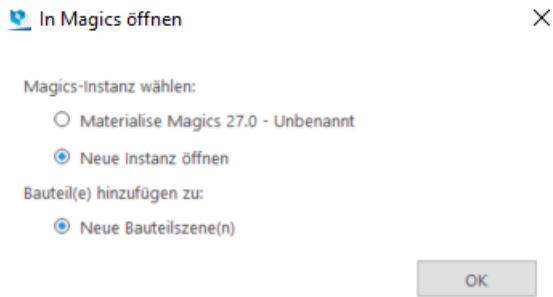 In Magics öffnen
Magics-Instanz wählen:
Materialise Magics 27.0 - Unbenannt
Neue Instanz öffnen
Bauteil(e) hinzufügen zu:
Neue Bauteilszene(n)
OK